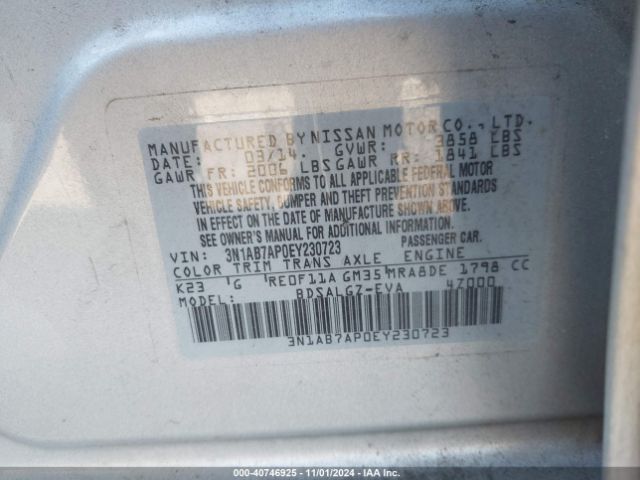 MANUFACTURED BY NISSAN MOTOR CO., LTD.
DATE: 03/14. GVWR: 3858 LBS
GAWR FR: 2006 LBS GAWR RR: 1841 LBS
THIS VEHICLE CONFORMS TO ALL APPLICABLE FEDERAL MOTOR
VEHICLE SAFETY, BUMPER AND THEFT PREVENTION STANDARDS
IN EFFECT ON THE DATE OF MANUFACTURE SHOWN ABOVE.
SEE OWNER'S MANUAL FOR ADDITIONAL INFORMATION.
VIN: 3N1AB7AP0EY230723 PASSENGER CAR.
COLOR TRIM TRANS AXLE ENGINE
K23 G RE0F11A GM35 MRA8DE 1798 CC
MODEL: BDSALGZ-EVA 4Z000
3N1AB7AP0EY230723
000-40746925 - 11/01/2024 - IAA Inc.